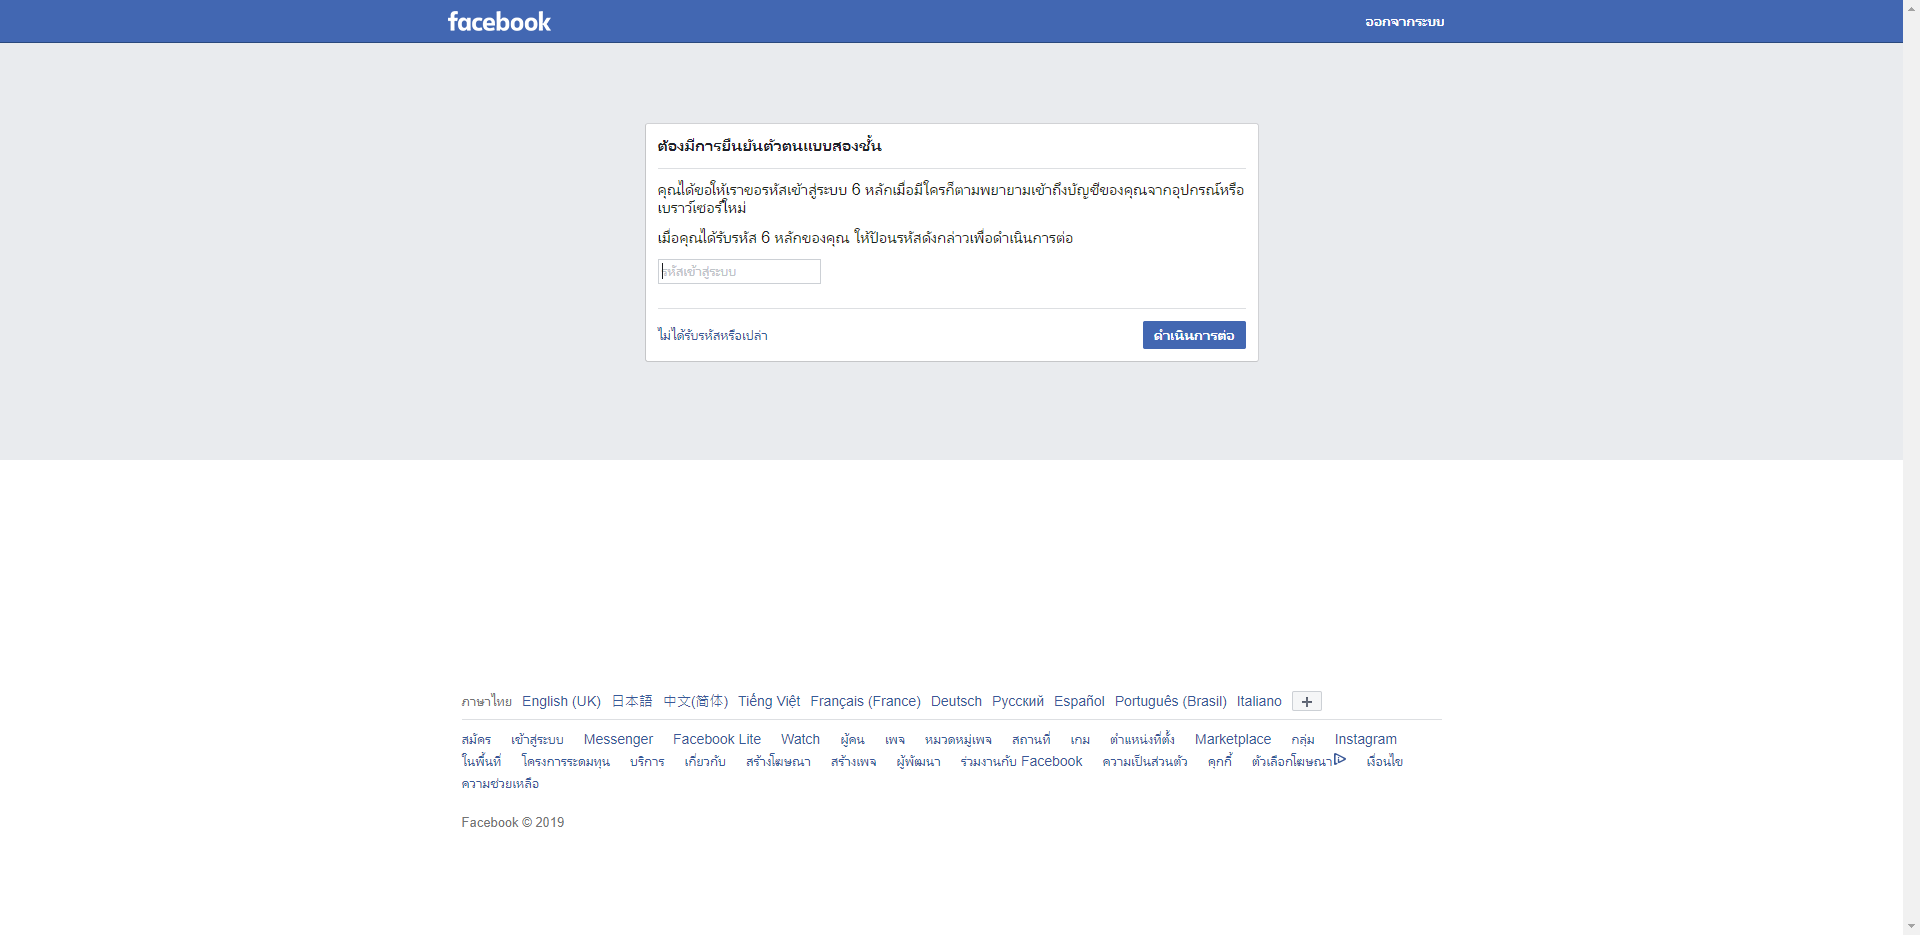 facebook
ออกจากระบบ
ต้องมีการยืนยันตัวตนแบบสองชั้น
คุณได้ขอให้เราขอรหัสเข้าสู่ระบบ 6 หลักเมื่อมีใครก็ตามพยายามเข้าถึงบัญชีของคุณจากอุปกรณ์หรือ
เบราว์เซอร์ใหม่
เมื่อคุณได้รับรหัส 6 หลักของคุณ ให้ป้อนรหัสดังกล่าวเพื่อดำเนินการต่อ
รหัสเข้าสู่ระบบ
ไม่ได้รับรหัสหรือเปล่า
ดำเนินการต่อ
ภาษาไทย English (UK) 日本語 中文(简体) Tiếng Việt Français (France) Deutsch Русский Español Português (Brasil) Italiano
สมัคร เข้าสู่ระบบ Messenger Facebook Lite Watch ผู้คน เพจ หมวดหมู่เพจ สถานที่ เกม ตำแหน่งที่ตั้ง Marketplace กลุ่ม Instagram
ในพื้นที่ โครงการระดมทุน บริการ เกี่ยวกับ สร้างโฆษณา สร้างเพจ ผู้พัฒนา ร่วมงานกับ Facebook ความเป็นส่วนตัว คุกกี้ ตัวเลือกโฆษณา เงื่อนไข
ความช่วยเหลือ
Facebook © 2019